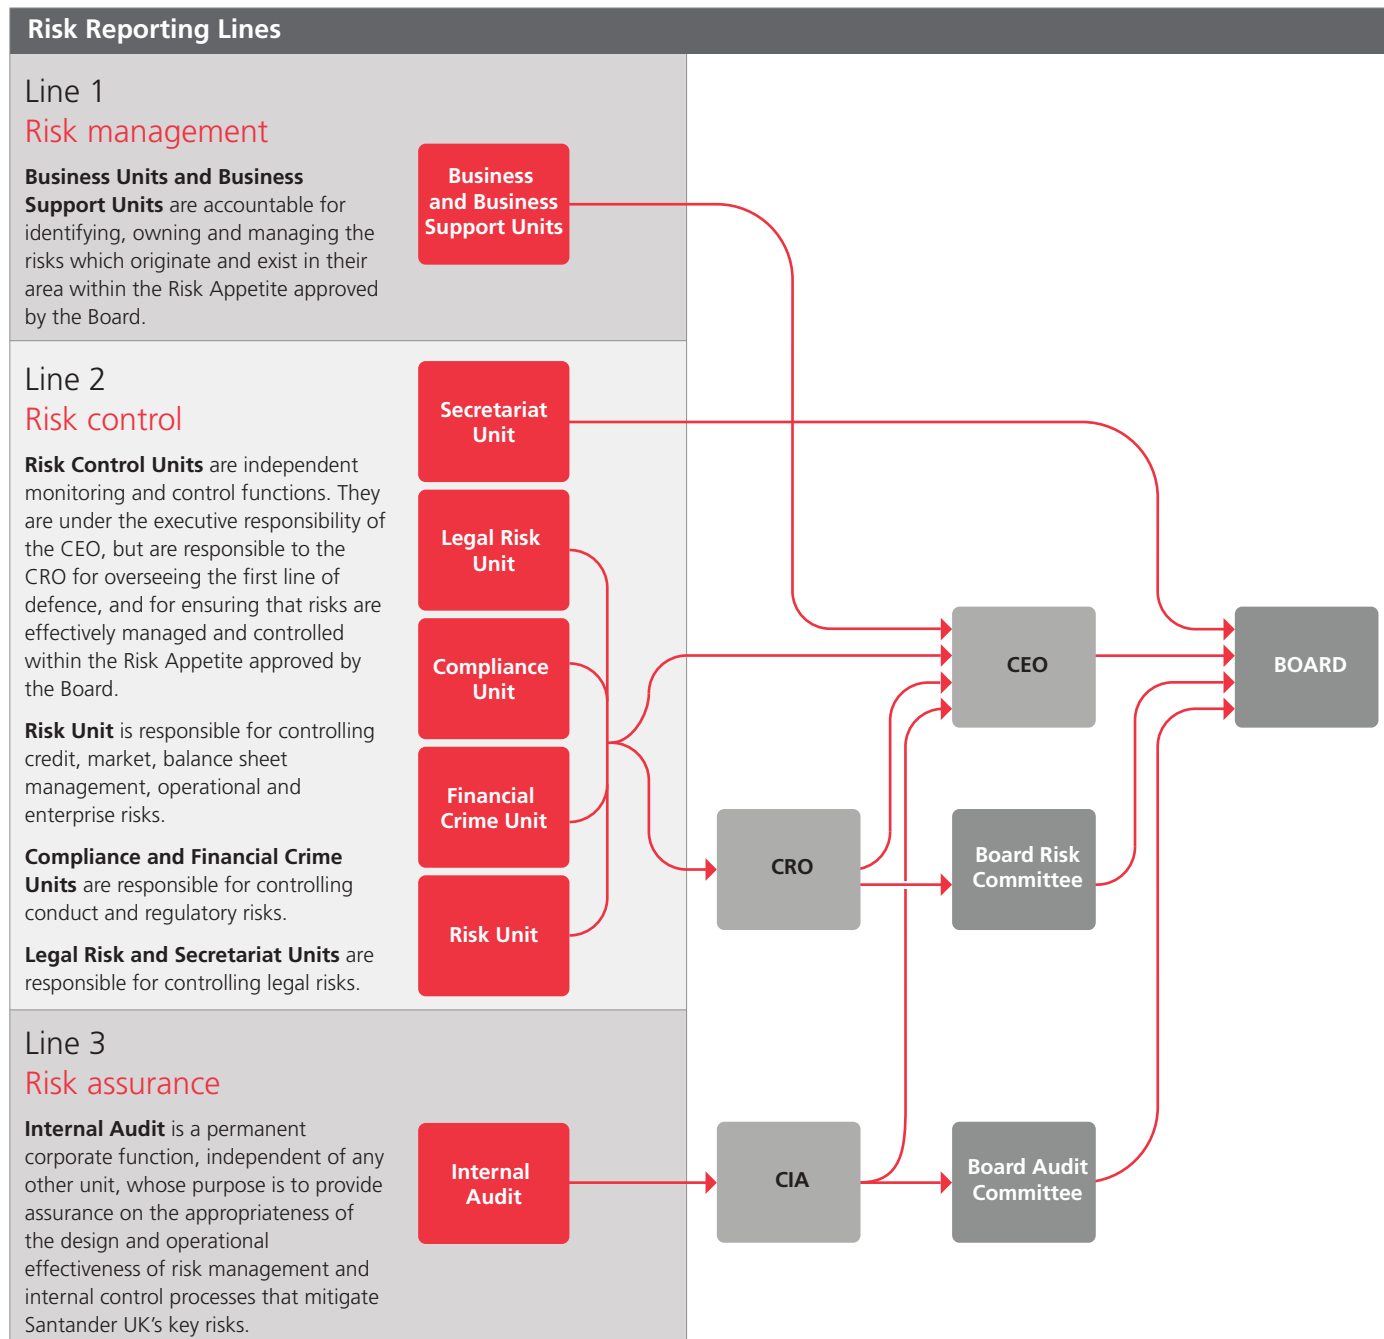 Risk Reporting Lines
Line 1
Risk management
Business Units and Business
Support Units are accountable for
identifying, owning and managing the
risks which originate and exist in their
area within the Risk Appetite approved
by the Board.
Business
and Business
Support Units
Line 2
Risk control
Risk Control Units are independent
monitoring and control functions. They
are under the executive responsibility of
the CEO, but are responsible to the
CRO for overseeing the first line of
defence, and for ensuring that risks are
effectively managed and controlled
within the Risk Appetite approved by
the Board.
Risk Unit is responsible for controlling
credit, market, balance sheet
management, operational and
enterprise risks.
Compliance and Financial Crime
Units are responsible for controlling
conduct and regulatory risks.
Legal Risk and Secretariat Units are
responsible for controlling legal risks.
Secretariat
Unit
Legal Risk
Unit
Compliance
Unit
Financial
Crime Unit
Risk Unit
CEO
BOARD
CRO
Board Risk
Committee
Line 3
Risk assurance
Internal Audit is a permanent
corporate function, independent of any
other unit, whose purpose is to provide
assurance on the appropriateness of
the design and operational
effectiveness of risk management and
internal control processes that mitigate
Santander UK's key risks.
Internal
Audit
CIA
Board Audit
Committee